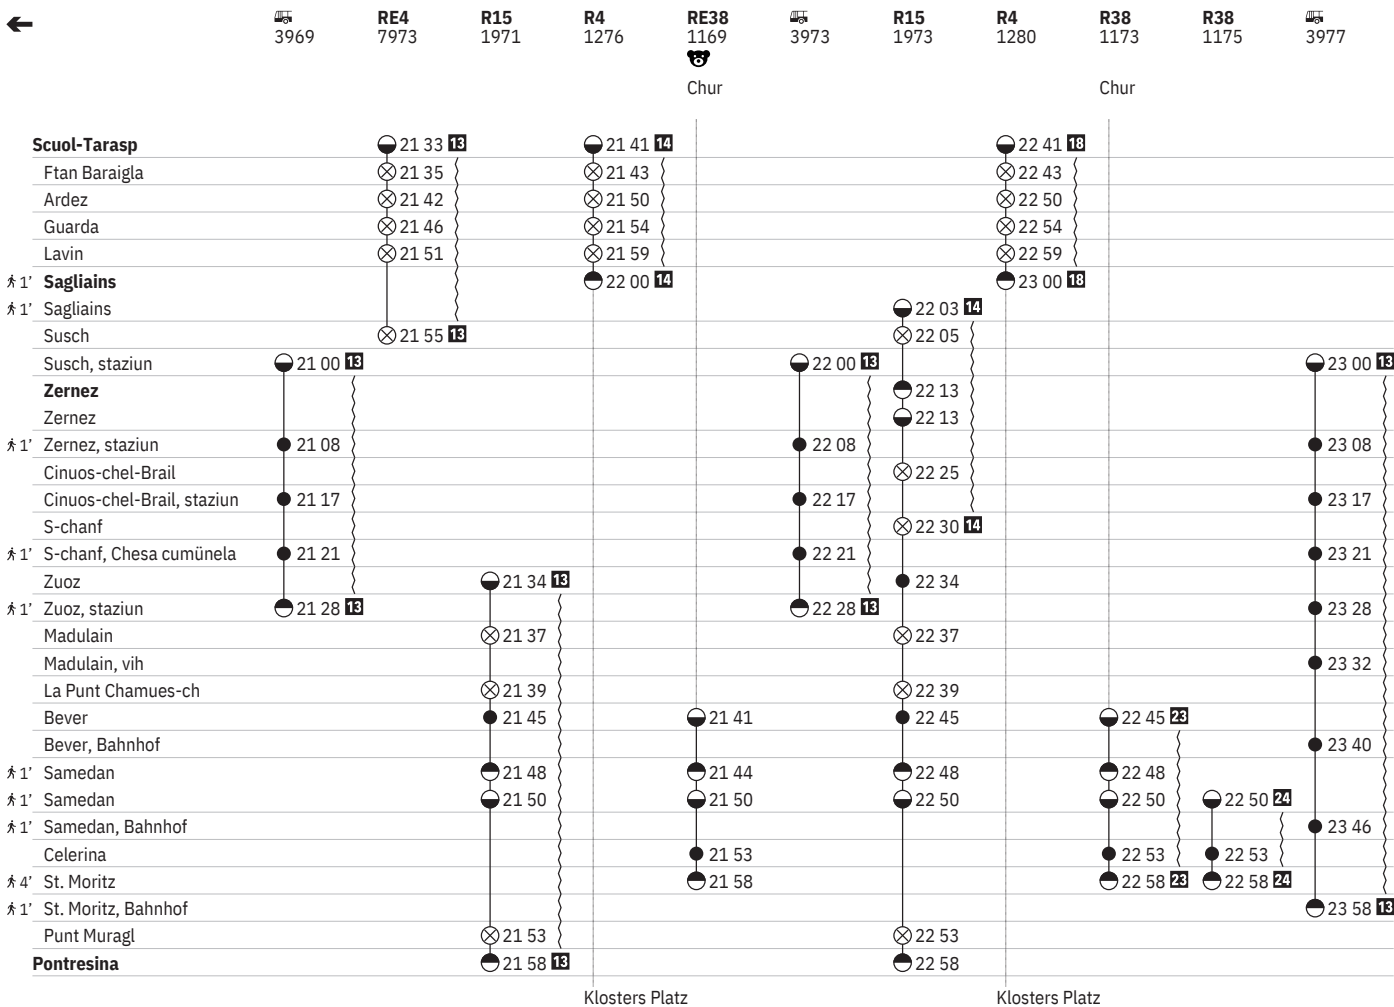 RE4 R15 R4 RE38 R15 R4 R38 R38
3969 7973 1971 1276 1169 3973 1973 1280 1173 1175 3977
Chur Chur
Scuol-Tarasp 21 33 13 21 41 14 22 41 18
Ftan Baraigla 21 35 21 43 22 43
Ardez 21 42 21 50 22 50
Guarda 21 46 21 54 22 54
Lavin 21 51 21 59 22 59
1’ Sagliains 22 00 14 23 00 18
1’ Sagliains 22 03 14
Susch 21 55 13 22 05
Susch, staziun 21 00 13 22 00 13 23 00 13
Zernez 22 13
Zernez 22 13
1’ Zernez, staziun 21 08 22 08 23 08
Cinuos-chel-Brail 22 25
Cinuos-chel-Brail, staziun 21 17 22 17 23 17
S-chanf 22 30 14
1’ S-chanf, Chesa cumünela 21 21 22 21 23 21
Zuoz 21 34 13 22 34
1’ Zuoz, staziun 21 28 13 22 28 13 23 28
Madulain 21 37 22 37
Madulain, vih 23 32
La Punt Chamues-ch 21 39 22 39
Bever 21 45 21 41 22 45 22 45 23
Bever, Bahnhof 23 40
1’ Samedan 21 48 21 44 22 48 22 48
1’ Samedan 21 50 21 50 22 50 22 50 22 50 24
1’ Samedan, Bahnhof 23 46
Celerina 21 53 22 53 22 53
4’ St. Moritz 21 58 22 58 23 22 58 24
1’ St. Moritz, Bahnhof 23 58 13
Punt Muragl 21 53 22 53
Pontresina 21 58 13 22 58
Klosters Platz Klosters Platz